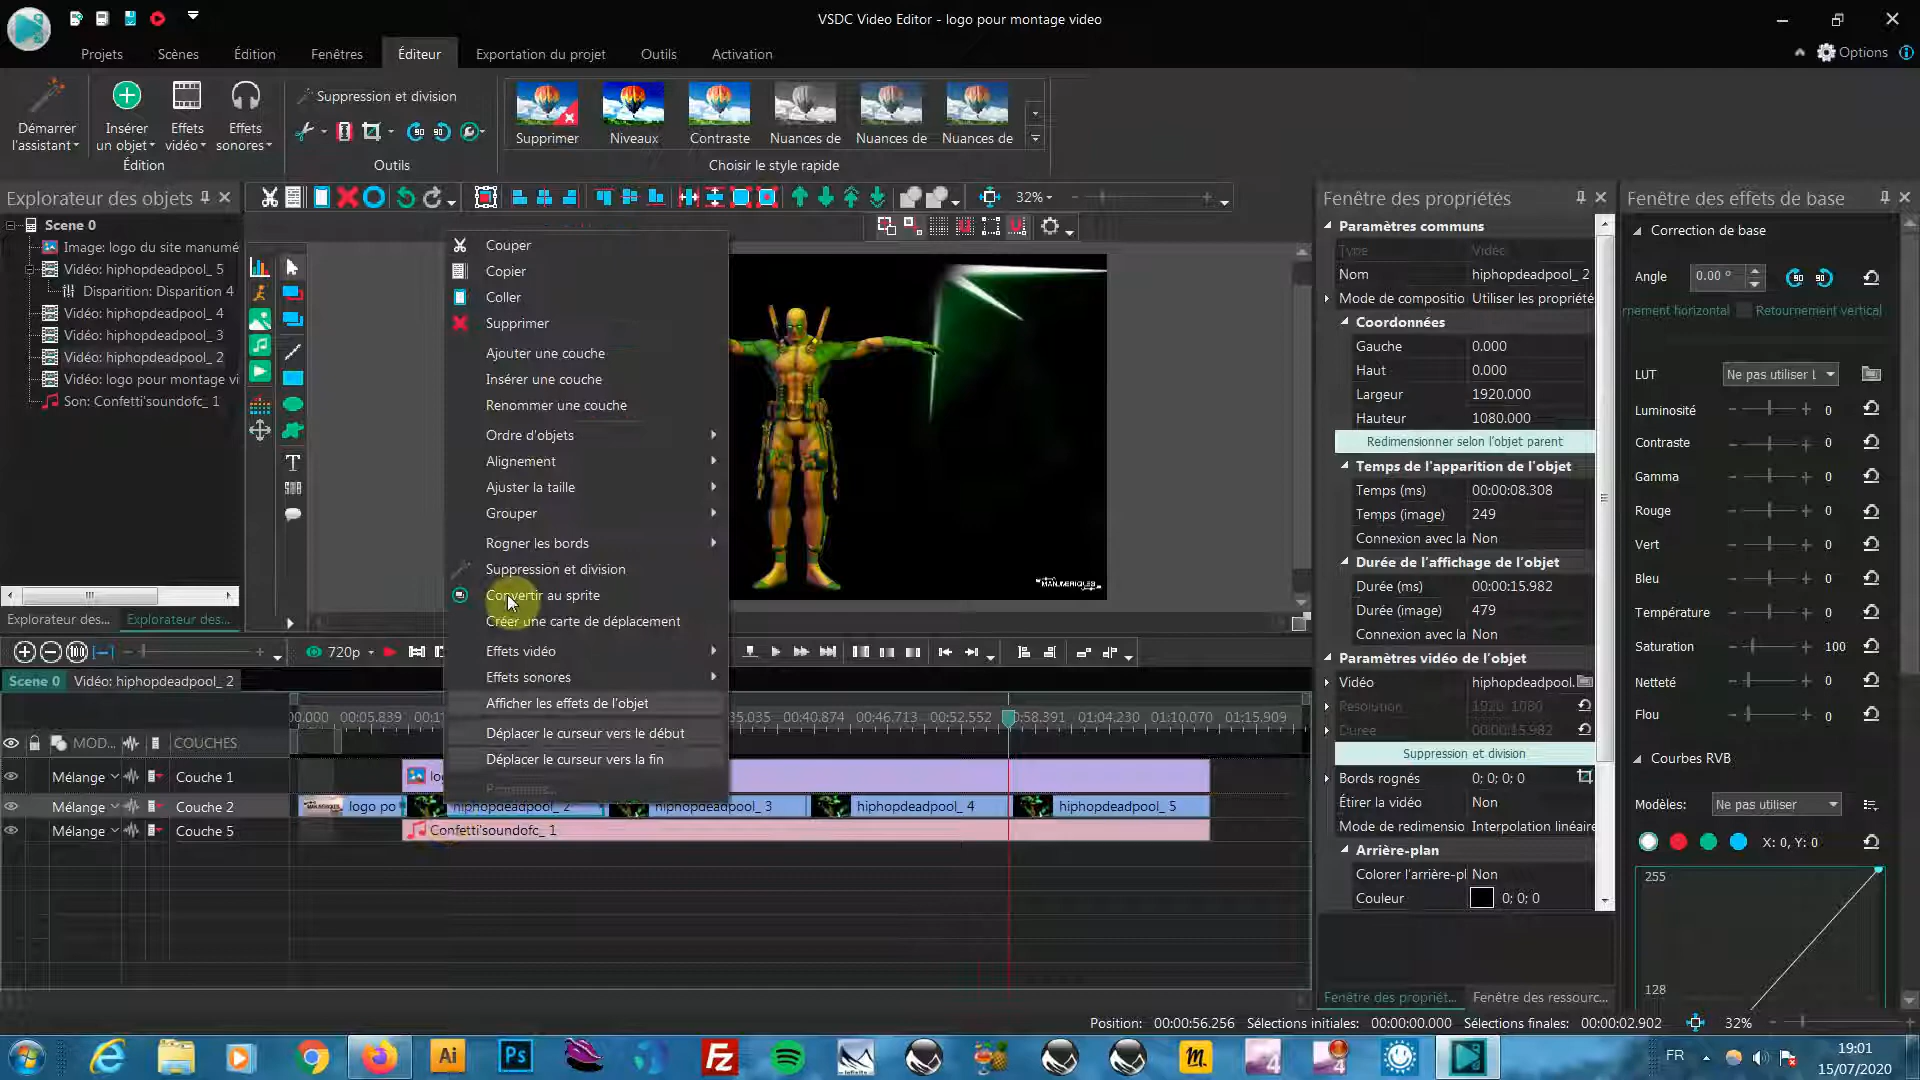 VSDC Video Editor - logo pour montage video
Projets
Scènes
Édition
Fenêtres
Éditeur
Exportation du projet
Outils
Activation
Options
Démarrer
l'assistant
Insérer
un objet
Effets
vidéo
Effets
sonores
Édition
Suppression et division
Outils
Supprimer
Niveaux
Contraste
Nuances de
Nuances de
Nuances de
Choisir le style rapide
Explorateur des objets
Scene 0
Image: logo du site manumé
Vidéo: hiphopdeadpool_ 5
Disparition: Disparition 4
Vidéo: hiphopdeadpool_ 4
Vidéo: hiphopdeadpool_ 3
Vidéo: hiphopdeadpool_ 2
Vidéo: logo pour montage vi
Son: Confetti'soundofc_ 1
Explorateur des...
Explorateur des...
32%
Couper
Copier
Coller
Supprimer
Ajouter une couche
Insérer une couche
Renommer une couche
Ordre d'objets
Alignement
Ajuster la taille
Grouper
Rogner les bords
Suppression et division
Convertir au sprite
Créer une carte de déplacement
Effets vidéo
Effets sonores
Afficher les effets de l'objet
Déplacer le curseur vers le début
Déplacer le curseur vers la fin
MANUMERIQUES
Fenêtre des propriétés
Paramètres communs
Type Vidéo
Nom hiphopdeadpool_ 2
Mode de compositio Utiliser les propriété
Coordonnées
Gauche 0.000
Haut 0.000
Largeur 1920.000
Hauteur 1080.000
Redimensionner selon l'objet parent
Temps de l'apparition de l'objet
Temps (ms) 00:00:08.308
Temps (image) 249
Connexion avec la Non
Durée de l'affichage de l'objet
Durée (ms) 00:00:15.982
Durée (image) 479
Connexion avec la Non
Paramètres vidéo de l'objet
Vidéo hiphopdeadpool.
Résolution 1920; 1080
Durée 00:00:15.982
Suppression et division
Bords rognés 0; 0; 0; 0
Étirer la vidéo Non
Mode de redimensio Interpolation linéaire
Arrière-plan
Colorer l'arrière-pl Non
Couleur 0; 0; 0
Fenêtre des propriét...
Fenêtre des ressourc...
Fenêtre des effets de base
Correction de base
Angle 0.00 °
90 90
rnement horizontal Retournement vertical
LUT Ne pas utiliser l
Luminosité 0
Contraste 0
Gamma 0
Rouge 0
Vert 0
Bleu 0
Température 0
Saturation 100
Netteté 0
Flou 0
Courbes RVB
Modèles: Ne pas utiliser
X: 0, Y: 0
255
128
720p
Scene 0
Vidéo: hiphopdeadpool_ 2
00.000 00:05.839 00:1 35.035 00:40.874 00:46.713 00:52.552 0:58.391 01:04.230 01:10.070 01:15.909
MOD... COUCHES
Mélange Couche 1
Mélange Couche 2
Mélange Couche 5
logo po
hiphopdeadpool_ 2
hiphopdeadpool_ 3
hiphopdeadpool_ 4
hiphopdeadpool_ 5
Confetti'soundofc_ 1
Position: 00:00:56.256 Sélections initiales: 00:00:00.000 Sélections finales: 00:00:02.902 32%
Ai
Ps
FZ
m.
4
4
FR
19:01
15/07/2020